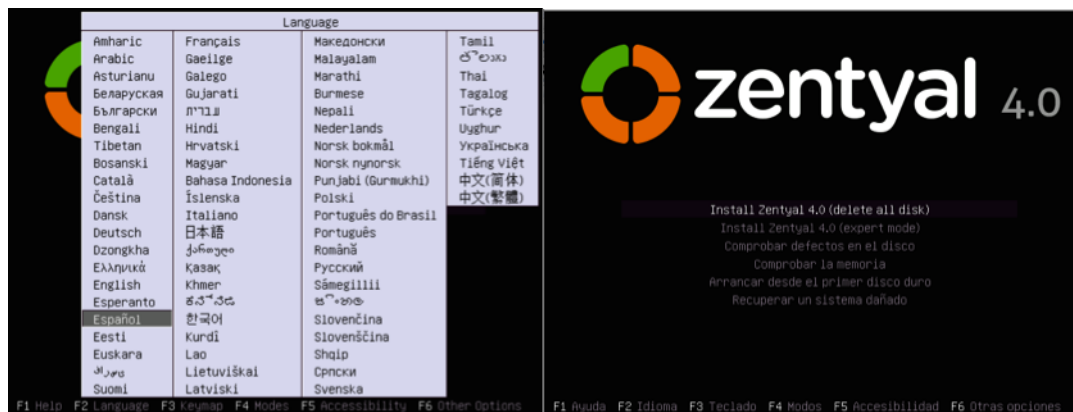 Language
Amharic
Arabic
Asturianu
Беларуская
Български
Bengali
Tibetan
Bosanski
Català
Čeština
Dansk
Deutsch
Dzongkha
Ελληνικά
English
Esperanto
Español
Eesti
Euskara
Suomi
Français
Gaeilge
Galego
Gujarati
עברית
Hindi
Hrvatski
Magyar
Bahasa Indonesia
Íslenska
Italiano
日本語
ქართული
Қазақ
Khmer
한국어
Kurdî
Lao
Lietuviškai
Latviski
Македонски
Malayalam
Marathi
Burmese
Nepali
Nederlands
Norsk bokmål
Norsk nynorsk
Punjabi (Gurmukhi)
Polski
Português do Brasil
Português
Română
Русский
Sámegillii
Slovenčina
Slovenščina
Shqip
Српски
Svenska
Tamil
Thai
Tagalog
Türkçe
Uyghur
Українська
Tiếng Việt
中文(简体)
中文(繁體)
F1 Help F2 Language F3 Keymap F4 Modes F5 Accessibility F6 Other Options
zentyal 4.0
Install Zentyal 4.0 (delete all disk)
Install Zentyal 4.0 (expert mode)
Comprobar defectos en el disco
Comprobar la memoria
Arrancar desde el primer disco duro
Recuperar un sistema dañado
F1 Ayuda F2 Idioma F3 Teclado F4 Modos F5 Accesibilidad F6 Otras opciones